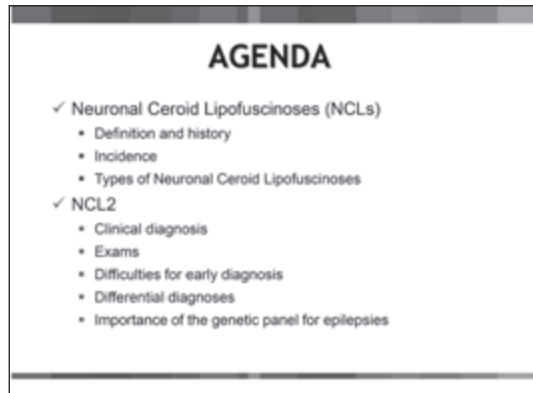 AGENDA
✓ Neuronal Ceroid Lipofuscinoses (NCLs)
▪ Definition and history
▪ Incidence
▪ Types of Neuronal Ceroid Lipofuscinoses
✓ NCL2
▪ Clinical diagnosis
▪ Exams
▪ Difficulties for early diagnosis
▪ Differential diagnoses
▪ Importance of the genetic panel for epilepsies